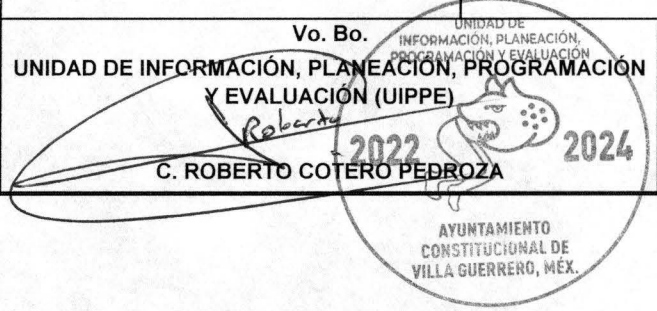 Vo. Bo.
UNIDAD DE INFORMACIÓN, PLANEACIÓN, PROGRAMACIÓN
Y EVALUACIÓN (UIPPE)
Roberto
C. ROBERTO COTERO PEDROZA
UNIDAD DE
INFORMACIÓN, PLANEACIÓN,
PROGRAMACIÓN Y EVALUACIÓN
2022 2024
AYUNTAMIENTO
CONSTITUCIONAL DE
VILLA GUERRERO, MÉX.